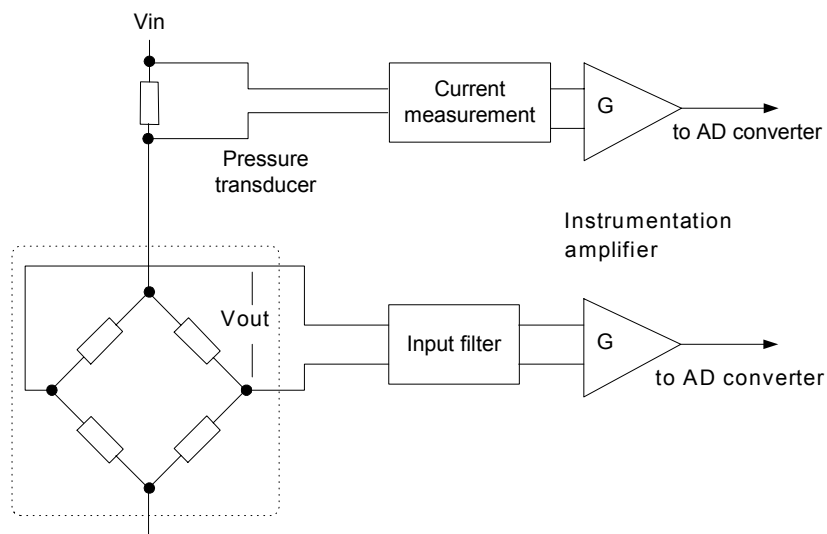 Vin
Current
measurement
G
to AD converter
Pressure
transducer
Instrumentation
amplifier
Vout
Input filter
G
to AD converter